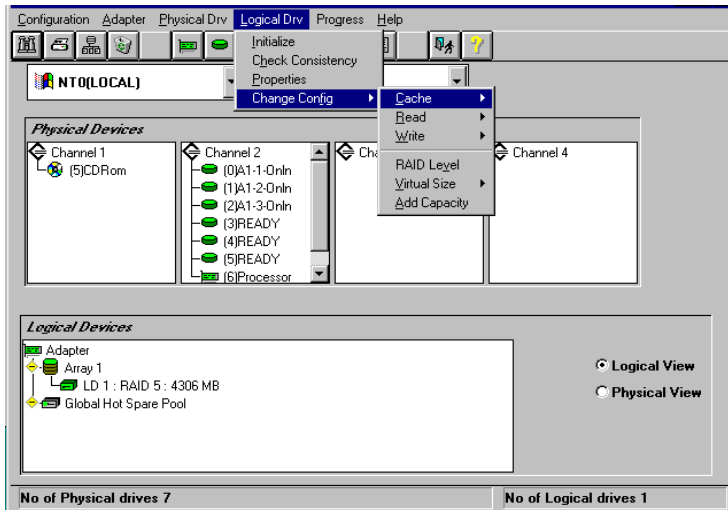 Configuration Adapter Physical Drv Logical Drv Progress Help
Initialize
Check Consistency
Properties
Change Config
Cache
Read
Write
RAID Level
Virtual Size
Add Capacity
NT0(LOCAL)
Physical Devices
Channel 1
(5)CDRom
Channel 2
(0)A1-1-Onln
(1)A1-2-Onln
(2)A1-3-Onln
(3)READY
(4)READY
(5)READY
(6)Processor
Channel 4
Logical Devices
Adapter
Array 1
LD 1 : RAID 5 : 4306 MB
Global Hot Spare Pool
Logical View
Physical View
No of Physical drives 7
No of Logical drives 1